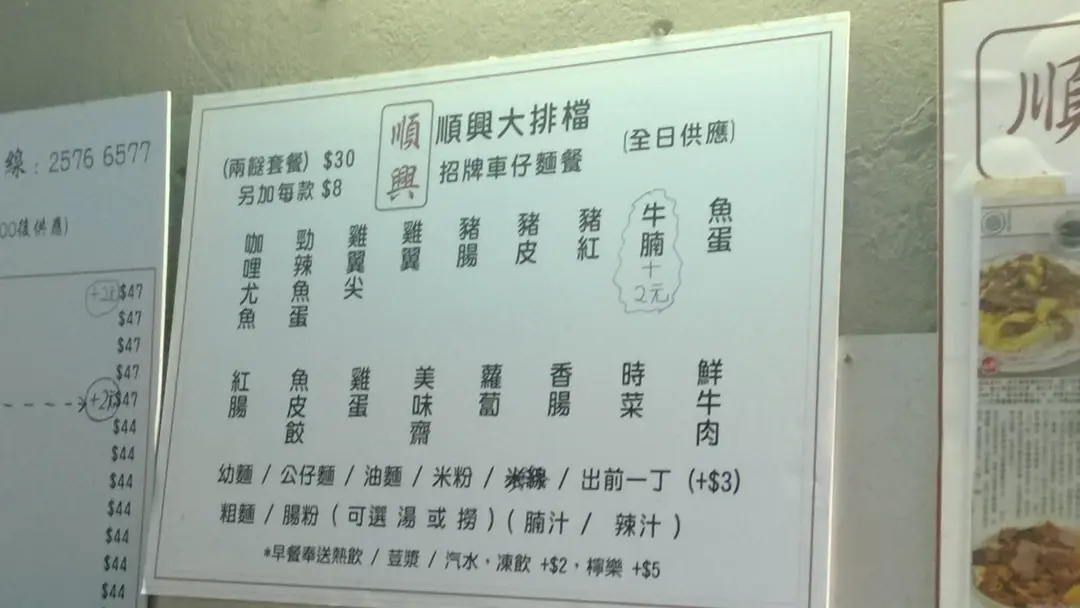 線：2576 6577
00後供應)
+2元 $47
$47
$47
$47
+2元 $47
$44
$44
$44
$44
$44
$44
$44
順興
順興大排檔
招牌車仔麵餐
(全日供應)
(兩餸套餐) $30
另加每款 $8
魚蛋
牛腩+2元
豬紅
豬皮
豬腸
雞翼
雞翼尖
勁辣魚蛋
咖哩尤魚
鮮牛肉
時菜
香腸
蘿蔔
美味齋
雞蛋
魚皮餃
紅腸
幼麵 / 公仔麵 / 油麵 / 米粉 / 米線 / 出前一丁 (+$3)
粗麵 / 腸粉 ( 可選湯或撈 ) ( 腩汁 / 辣汁 )
*早餐奉送熱飲 / 荳漿 / 汽水，凍飲 +$2，檸樂 +$5
順